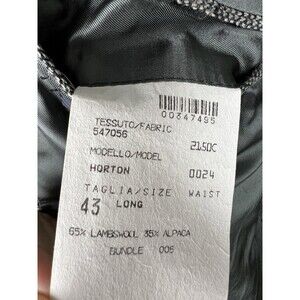 00347495
TESSUTO/FABRIC
547056 2150C
MODELLO/MODEL
HORTON 0024
TAGLIA/SIZE WAIST
43 LONG
65% LAMBSWOOL 35% ALPACA
BUNDLE 005